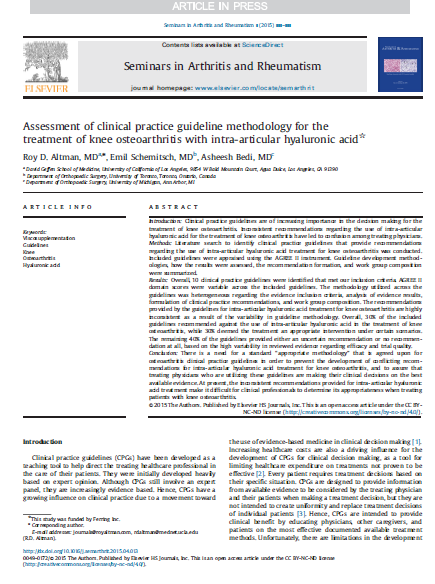 ARTICLE IN PRESS
Seminars in Arthritis and Rheumatism
Contents lists available at ScienceDirect
Seminars in Arthritis and Rheumatism
journal homepage: www.elsevier.com/locate/semarthrit
ELSEVIER
Assessment of clinical practice guideline methodology for the
treatment of knee osteoarthritis with intra-articular hyaluronic acid☆
Roy D. Altman, MDa,*, Emil Schemitsch, MDb, Asheesh Bedi, MDc
a David Geffen School of Medicine, University of California, Los Angeles, 9854 W Bald Mountain Court, Agua Dulce, Los Angeles, CA 91390
b Department of Orthopaedic Surgery, University of Toronto, Toronto, Ontario, Canada
c Department of Orthopaedic Surgery, University of Michigan, Ann Arbor, MI
ARTICLE INFO
Keywords:
Viscosupplementation
Guidelines
Knee
Osteoarthritis
Hyaluronic acid
ABSTRACT
Introduction: Clinical practice guidelines are of increasing importance in the decision making for the
treatment of knee osteoarthritis. Inconsistent recommendations regarding the use of intra-articular
hyaluronic acid for the treatment of knee osteoarthritis have led to confusion among treating physicians.
Methods: Literature search to identify clinical practice guidelines that provide recommendations
regarding the use of intra-articular hyaluronic acid treatment for knee osteoarthritis was conducted.
Included guidelines were appraised using the AGREE II instrument. Guideline development method-
ologies, how the results were assessed, the recommendation formation, and work group composition
were summarized.
Results: Overall, 10 clinical practice guidelines were identified that met our inclusion criteria. AGREE II
domain scores were variable across the included guidelines. The methodology utilized across the
guidelines was heterogeneous regarding the evidence inclusion criteria, analysis of evidence results,
formulation of clinical practice recommendations, and work group composition. The recommendations
provided by the guidelines for intra-articular hyaluronic acid treatment for knee osteoarthritis are highly
inconsistent as a result of the variability in guideline methodology. Overall, 30% of the included
guidelines recommended against the use of intra-articular hyaluronic acid in the treatment of knee
osteoarthritis, while 30% deemed the treatment an appropriate intervention under certain scenarios.
The remaining 40% of the guidelines provided either an uncertain recommendation or no recommen-
dation at all, based on the high variability in reviewed evidence regarding efficacy and trial quality.
Conclusion: There is a need for a standard “appropriate methodology” that is agreed upon for
osteoarthritis clinical practice guidelines in order to prevent the development of conflicting recom-
mendations for intra-articular hyaluronic acid treatment for knee osteoarthritis, and to assure that
treating physicians who are utilizing these guidelines are making their clinical decisions on the best
available evidence. At present, the inconsistent recommendations provided for intra-articular hyaluronic
acid treatment make it difficult for clinical professionals to determine its appropriateness when treating
patients with knee osteoarthritis.
© 2015 The Authors. Published by Elsevier HS Journals, Inc. This is an open access article under the CC BY-
NC-ND license (http://creativecommons.org/licenses/by-nc-nd/4.0/).
Introduction
Clinical practice guidelines (CPGs) have been developed as a
teaching tool to help direct the treating healthcare professional in
the care of their patients. They were initially developed heavily
based on expert opinion. Although CPGs still involve an expert
panel, they are increasingly evidence based. Hence, CPGs have a
growing influence on clinical practice due to a movement toward
☆This study was funded by Ferring Inc.
* Corresponding author.
E-mail addresses: journals@royaltman.com, rdaltman@mednet.ucla.edu
(R.D. Altman).
the use of evidence-based medicine in clinical decision making [1].
Increasing healthcare costs are also a driving influence for the
development of CPGs for clinical decision making, as a tool for
limiting healthcare expenditure on treatments not proven to be
effective [2]. Every patient requires treatment decisions based on
their specific situation. CPGs are designed to provide information
from available evidence to be considered by the treating physician
and their patients when making a treatment decision, but they are
not intended to create uniformity and replace treatment decisions
of individual patients [3]. Hence, CPGs are intended to provide
clinical benefit by educating physicians, other caregivers, and
patients on the most effective documented available treatments.
Unfortunately, there are limitations in the development
http://dx.doi.org/10.1016/j.semarthrit.2015.04.013
0049-0172/© 2015 The Authors. Published by Elsevier HS Journals, Inc. This is an open access article under the CC BY-NC-ND license
(http://creativecommons.org/licenses/by-nc-nd/4.0/).